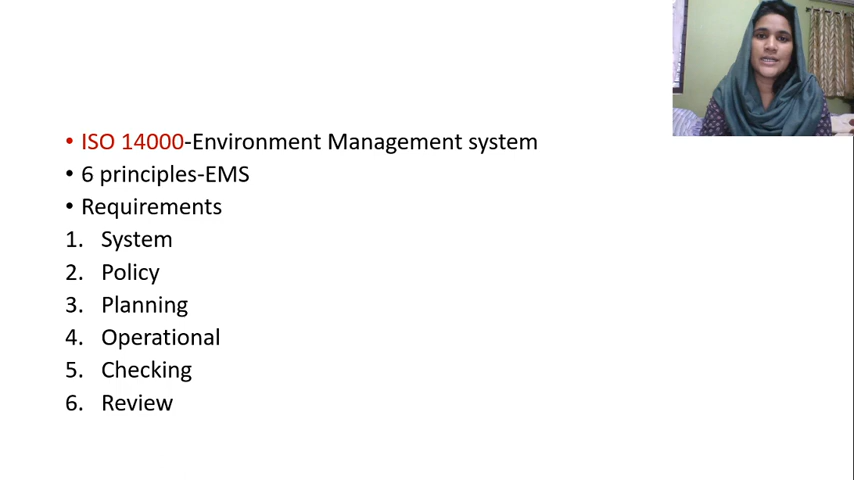 • ISO 14000-Environment Management system
• 6 principles-EMS
• Requirements
1. System
2. Policy
3. Planning
4. Operational
5. Checking
6. Review